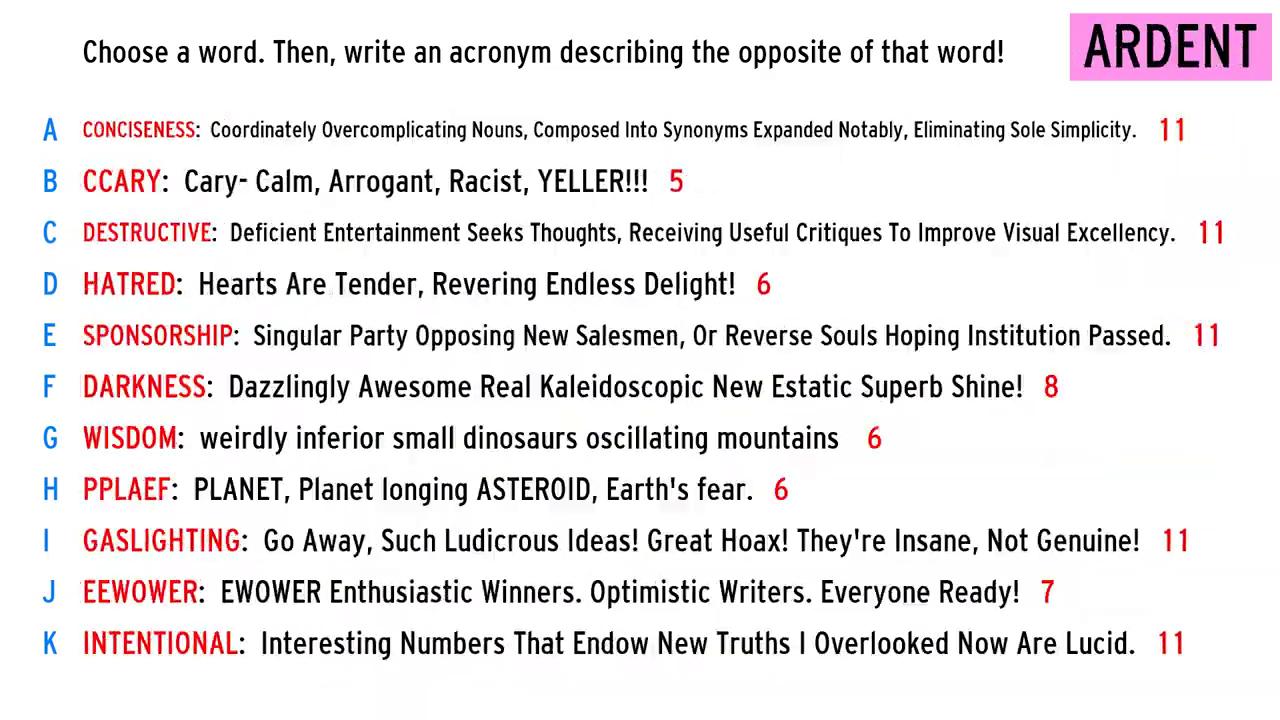 Choose a word. Then, write an acronym describing the opposite of that word!
ARDENT
A CONCISENESS: Coordinately Overcomplicating Nouns, Composed Into Synonyms Expanded Notably, Eliminating Sole Simplicity. 11
B CCARY: Cary- Calm, Arrogant, Racist, YELLER!!! 5
C DESTRUCTIVE: Deficient Entertainment Seeks Thoughts, Receiving Useful Critiques To Improve Visual Excellency. 11
D HATRED: Hearts Are Tender, Revering Endless Delight! 6
E SPONSORSHIP: Singular Party Opposing New Salesmen, Or Reverse Souls Hoping Institution Passed. 11
F DARKNESS: Dazzlingly Awesome Real Kaleidoscopic New Estatic Superb Shine! 8
G WISDOM: weirdly inferior small dinosaurs oscillating mountains 6
H PPLAEF: PLANET, Planet longing ASTEROID, Earth's fear. 6
I GASLIGHTING: Go Away, Such Ludicrous Ideas! Great Hoax! They're Insane, Not Genuine! 11
J EEWOWER: EWOWER Enthusiastic Winners. Optimistic Writers. Everyone Ready! 7
K INTENTIONAL: Interesting Numbers That Endow New Truths I Overlooked Now Are Lucid. 11